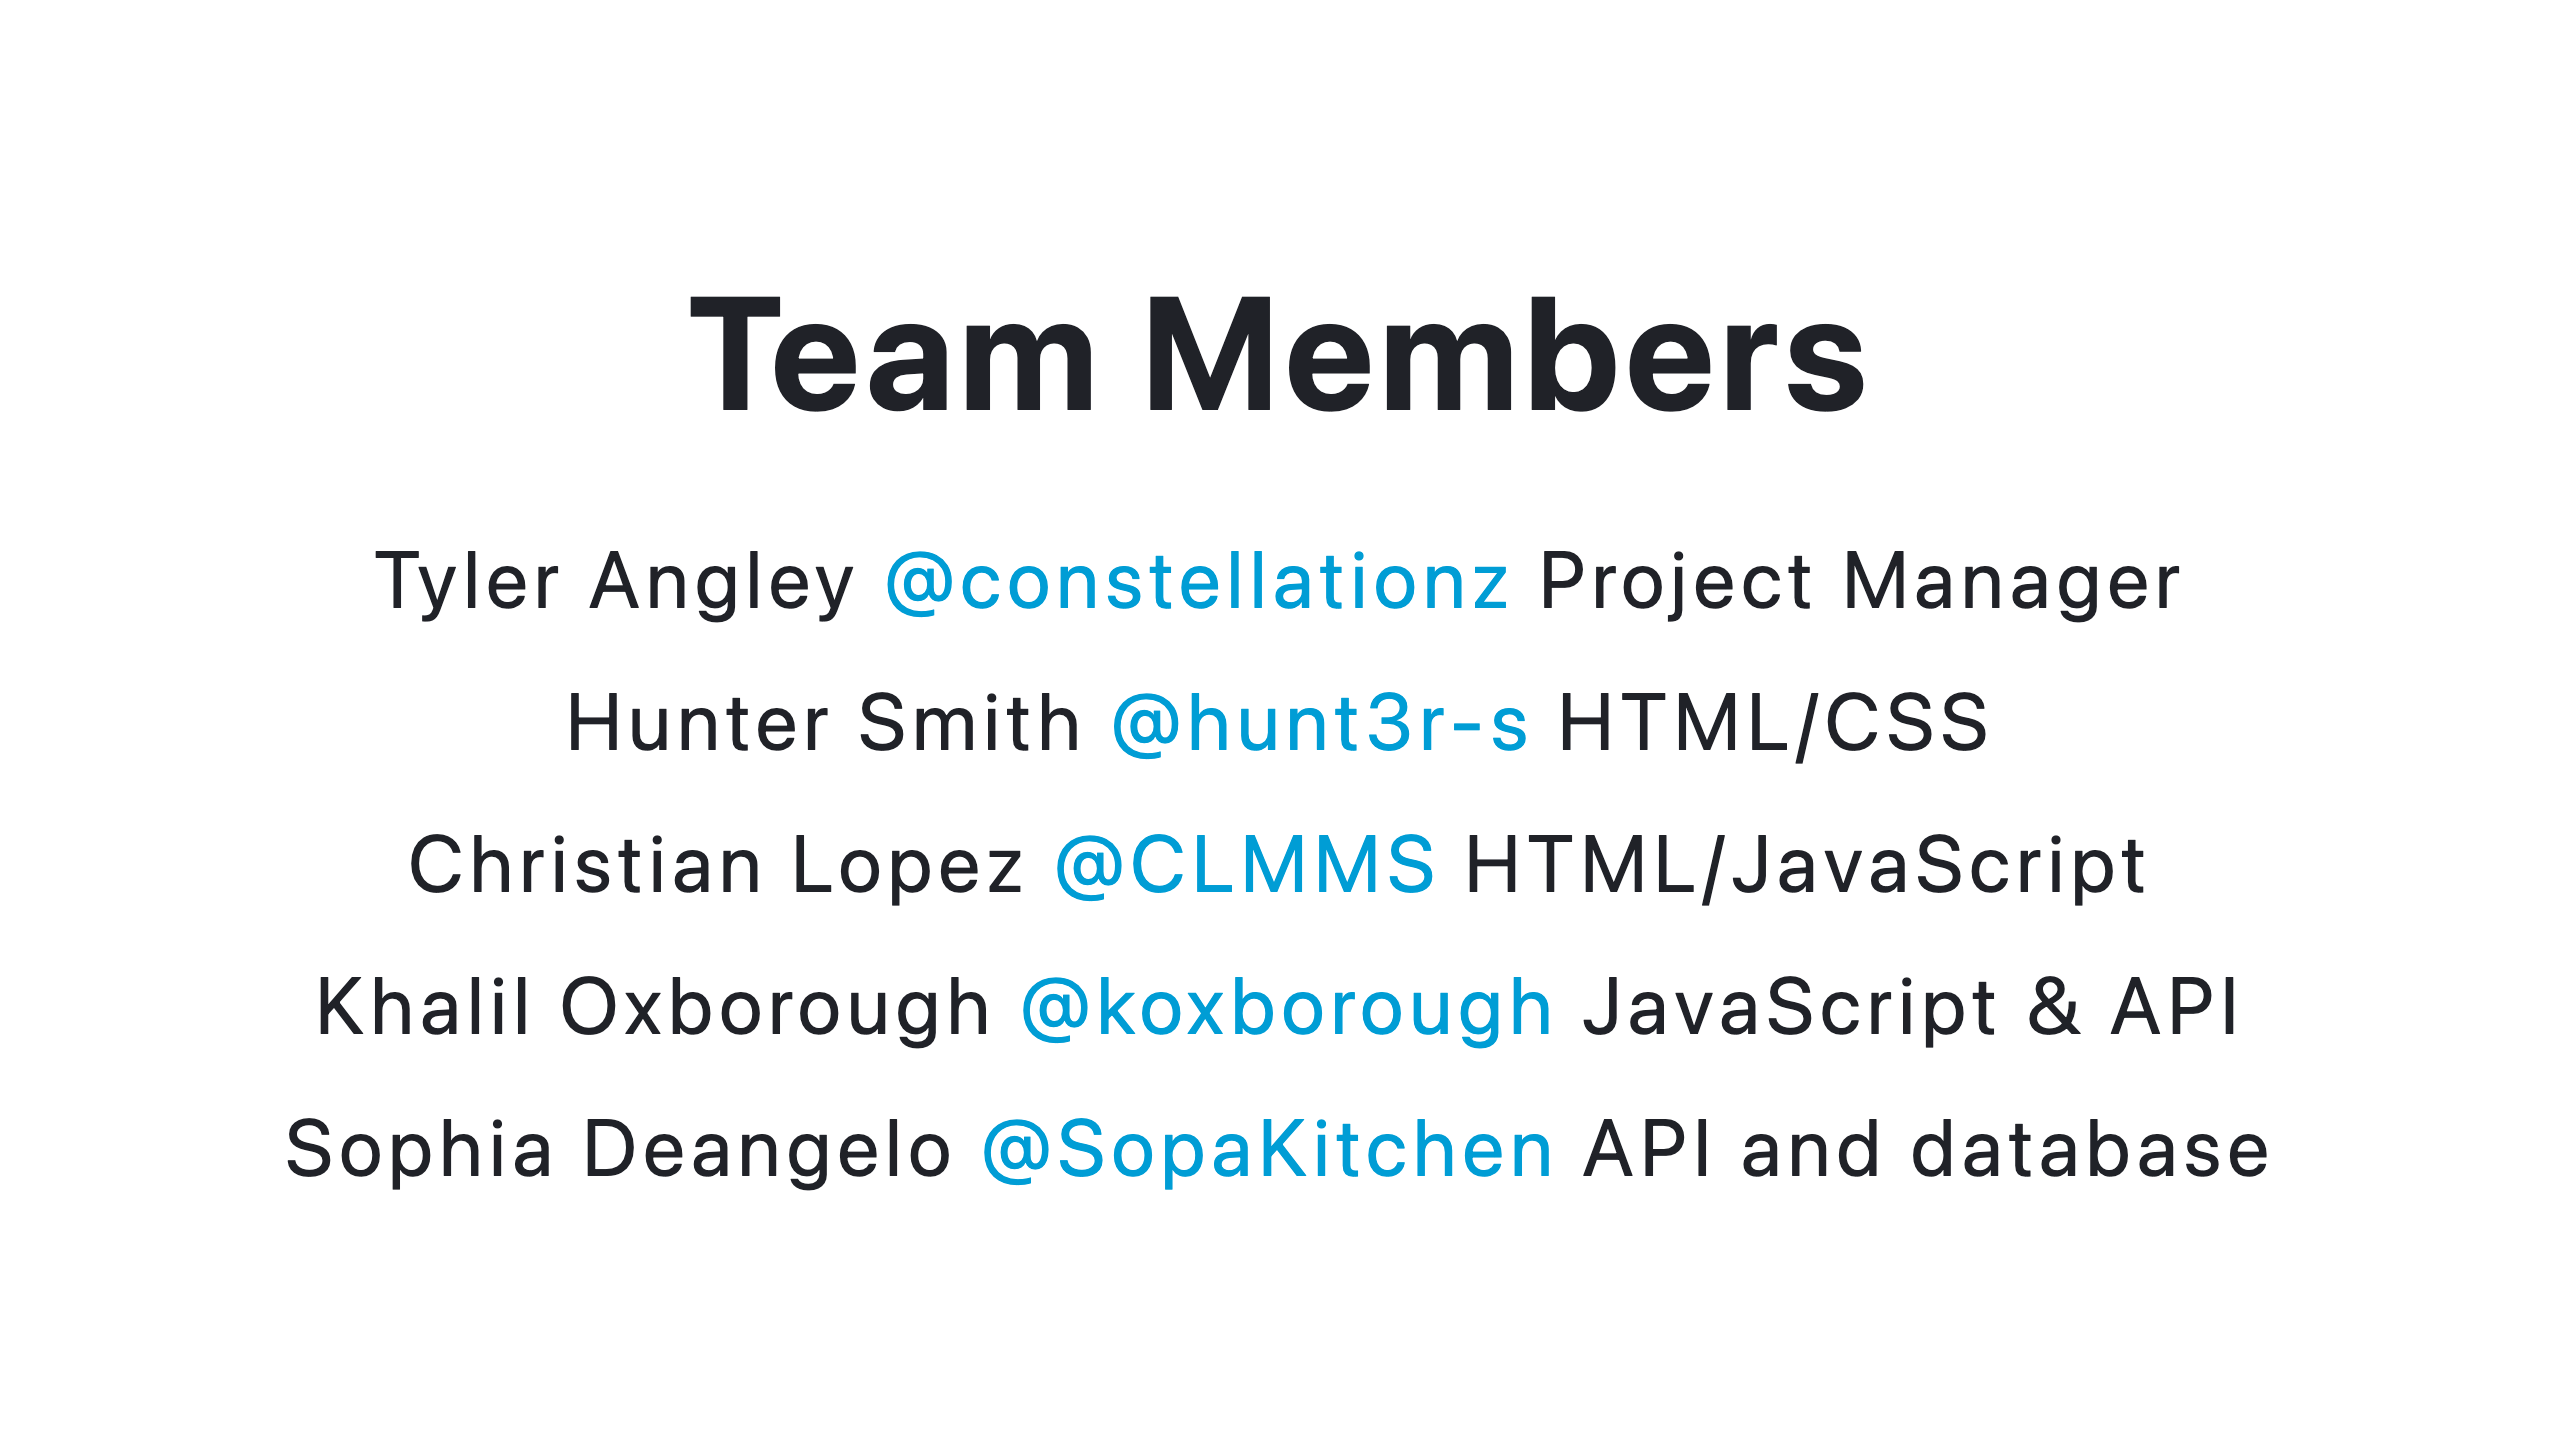 Team Members
Tyler Angley @constellationz Project Manager
Hunter Smith @hunt3r-s HTML/CSS
Christian Lopez @CLMMS HTML/JavaScript
Khalil Oxborough @koxborough JavaScript & API
Sophia Deangelo @SopaKitchen API and database